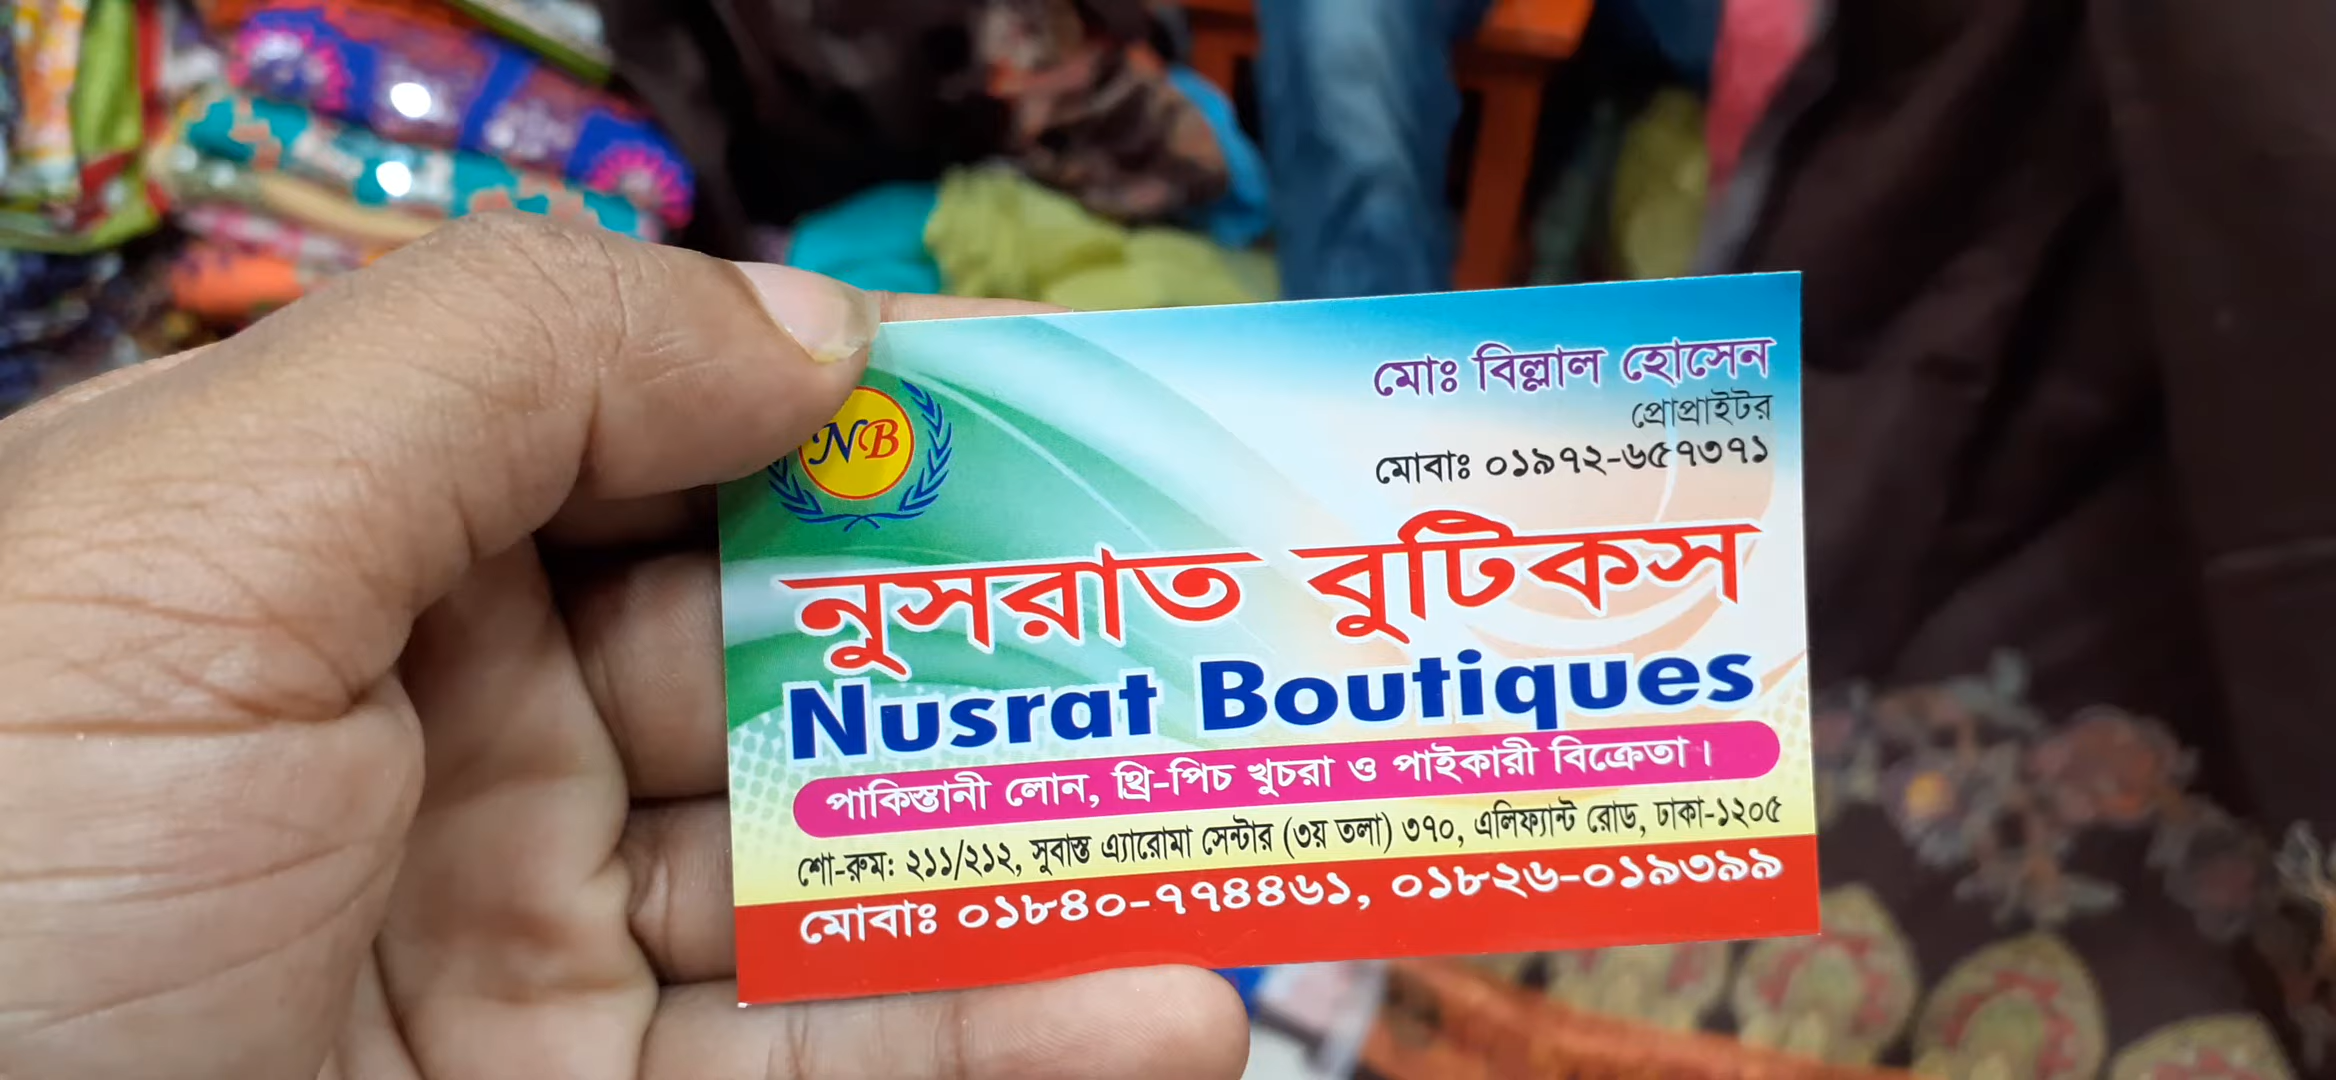 NB
মোঃ বিল্লাল হোসেন
প্রোপ্রাইটর
মোবাঃ ০১৯৭২-৬৫৭৩৭১
নুসরাত বুটিকস
Nusrat Boutiques
পাকিস্তানী লোন, থ্রি-পিচ খুচরা ও পাইকারী বিক্রেতা।
শো-রুম: ২১১/২১২, সুবাস্ত এ্যারোমা সেন্টার (৩য় তলা) ৩৭০, এলিফ্যান্ট রোড, ঢাকা-১২০৫
মোবাঃ ০১৮৪০-৭৭৪৪৬১, ০১৮২৬-০১৯৩৯৯